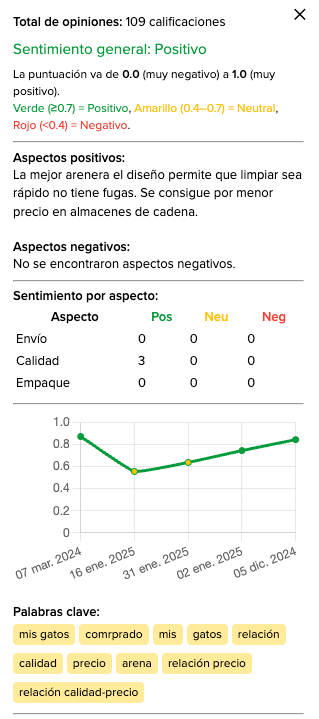 Total de opiniones: 109 calificaciones
Sentimiento general: Positivo
La puntuación va de 0.0 (muy negativo) a 1.0 (muy
positivo).
Verde (≥0.7) = Positivo, Amarillo (0.4–0.7) = Neutral,
Rojo (<0.4) = Negativo.
Aspectos positivos:
La mejor arenera el diseño permite que limpiar sea
rápido no tiene fugas. Se consigue por menor
precio en almacenes de cadena.
Aspectos negativos:
No se encontraron aspectos negativos.
Sentimiento por aspecto:
Aspecto Pos Neu Neg
Envío 0 0 0
Calidad 3 0 0
Empaque 0 0 0
1.0
0.8
0.6
0.4
0.2
0
07 mar. 2024 16 ene. 2025 31 ene. 2025 02 ene. 2025 05 dic. 2024
Palabras clave:
mis gatos comrprado mis gatos relación
calidad precio arena relación precio
relación calidad-precio